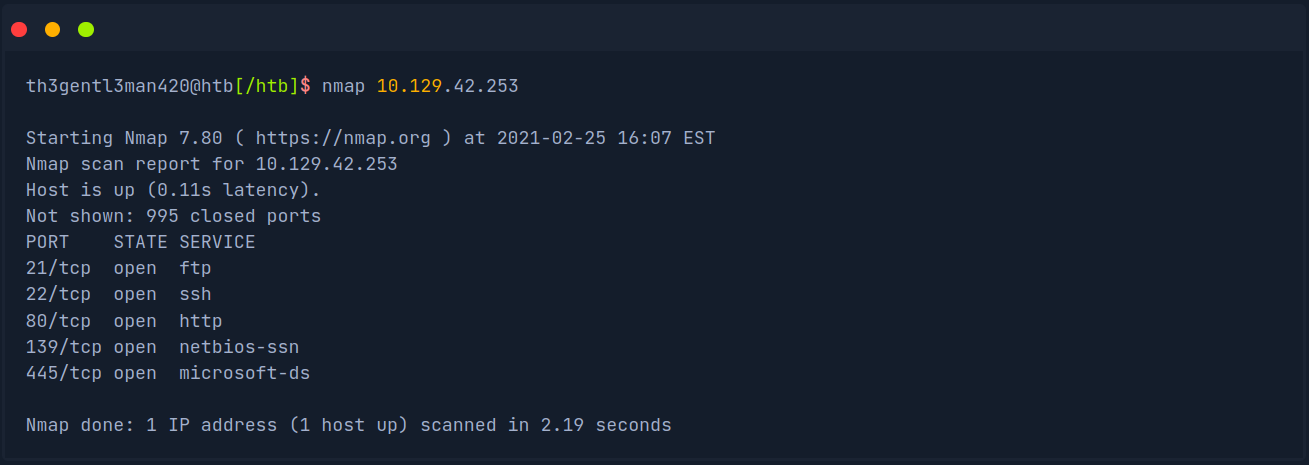 th3gentl3man420@htb[/htb]$ nmap 10.129.42.253
Starting Nmap 7.80 ( https://nmap.org ) at 2021-02-25 16:07 EST
Nmap scan report for 10.129.42.253
Host is up (0.11s latency).
Not shown: 995 closed ports
PORT    STATE SERVICE
21/tcp  open  ftp
22/tcp  open  ssh
80/tcp  open  http
139/tcp open  netbios-ssn
445/tcp open  microsoft-ds
Nmap done: 1 IP address (1 host up) scanned in 2.19 seconds